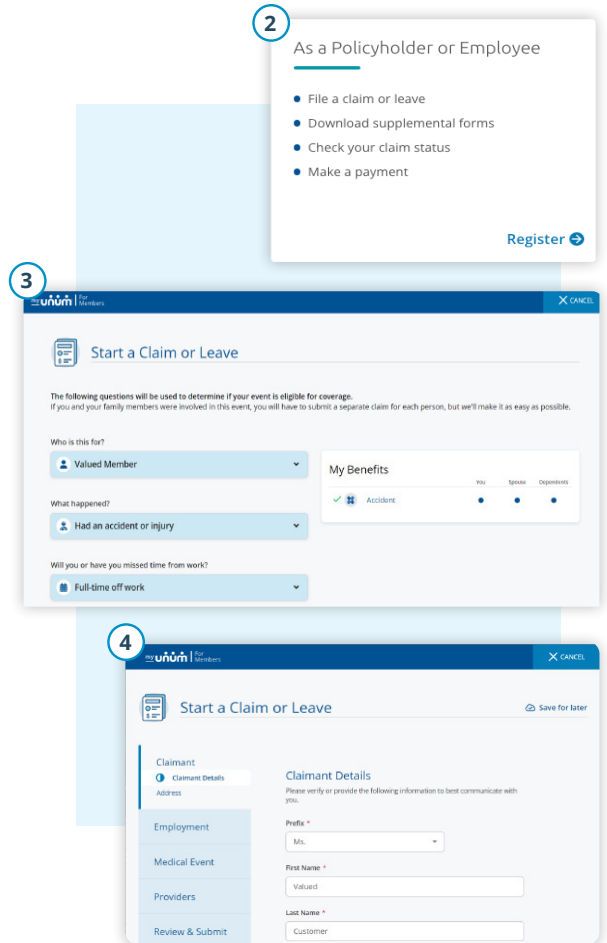 2
As a Policyholder or Employee
File a claim or leave
Download supplemental forms
Check your claim status
Make a payment
Register
3
my unum For Members
CANCEL
Start a Claim or Leave
The following questions will be used to determine if your event is eligible for coverage.
If you and your family members were involved in this event, you will have to submit a separate claim for each person, but we'll make it as easy as possible.
Who is this for?
Valued Member
My Benefits
You Spouse Dependents
What happened?
Accident
Had an accident or injury
Will you or have you missed time from work?
Full-time off work
4
my unum For Members
CANCEL
Start a Claim or Leave
Save for later
Claimant
Claimant Details
Address
Employment
Medical Event
Providers
Review & Submit
Claimant Details
Please verify or provide the following information to best communicate with
you.
Prefix *
Ms.
First Name *
Valued
Last Name *
Customer